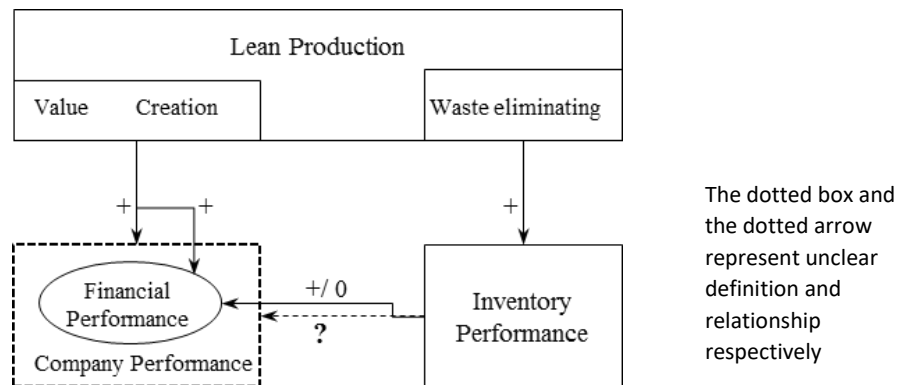 Lean Production
Value Creation
Waste eliminating
+ +
+
The dotted box and
the dotted arrow
represent unclear
definition and
relationship
respectively
Financial
Performance
Company Performance
+/ 0
?
Inventory
Performance